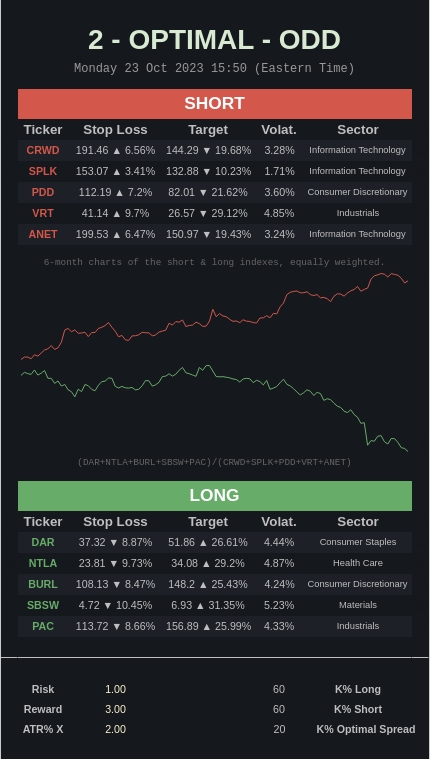 2 - OPTIMAL - ODD
Monday 23 Oct 2023 15:50 (Eastern Time)
SHORT
Ticker Stop Loss Target Volat. Sector
CRWD 191.46 ▲ 6.56% 144.29 ▼ 19.68% 3.28% Information Technology
SPLK 153.07 ▲ 3.41% 132.88 ▼ 10.23% 1.71% Information Technology
PDD 112.19 ▲ 7.2% 82.01 ▼ 21.62% 3.60% Consumer Discretionary
VRT 41.14 ▲ 9.7% 26.57 ▼ 29.12% 4.85% Industrials
ANET 199.53 ▲ 6.47% 150.97 ▼ 19.43% 3.24% Information Technology
6-month charts of the short & long indexes, equally weighted.
(DAR+NTLA+BURL+SBSW+PAC)/(CRWD+SPLK+PDD+VRT+ANET)
LONG
Ticker Stop Loss Target Volat. Sector
DAR 37.32 ▼ 8.87% 51.86 ▲ 26.61% 4.44% Consumer Staples
NTLA 23.81 ▼ 9.73% 34.08 ▲ 29.2% 4.87% Health Care
BURL 108.13 ▼ 8.47% 148.2 ▲ 25.43% 4.24% Consumer Discretionary
SBSW 4.72 ▼ 10.45% 6.93 ▲ 31.35% 5.23% Materials
PAC 113.72 ▼ 8.66% 156.89 ▲ 25.99% 4.33% Industrials
Risk 1.00 60 K% Long
Reward 3.00 60 K% Short
ATR% X 2.00 20 K% Optimal Spread